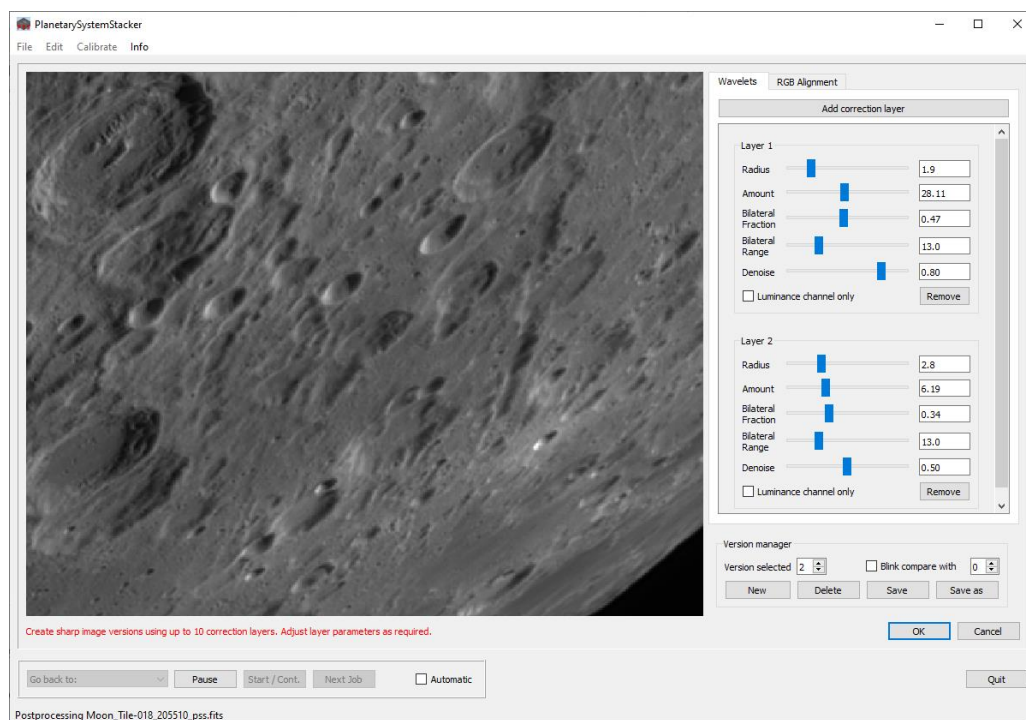 PlanetarySystemStacker
File Edit Calibrate Info
Wavelets RGB Alignment
Add correction layer
Layer 1
Radius 1.9
Amount 28.11
Bilateral
Fraction 0.47
Bilateral
Range 13.0
Denoise 0.80
Luminance channel only Remove
Layer 2
Radius 2.8
Amount 6.19
Bilateral
Fraction 0.34
Bilateral
Range 13.0
Denoise 0.50
Luminance channel only Remove
Version manager
Version selected 2 Blink compare with 0
New Delete Save Save as
Create sharp image versions using up to 10 correction layers. Adjust layer parameters as required.
OK Cancel
Go back to: Pause Start / Cont. Next Job Automatic Quit
Postprocessing Moon_Tile-018_205510_pss.fits